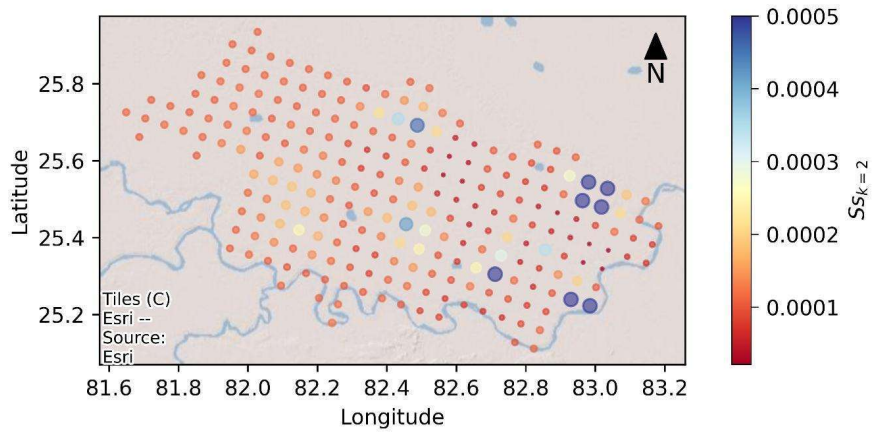 N
25.8
25.6
25.4
25.2
Latitude
Tiles (C)
Esri --
Source:
Esri
81.6 81.8 82.0 82.2 82.4 82.6 82.8 83.0 83.2
Longitude
0.0005
0.0004
0.0003
0.0002
0.0001
Ss_{k=2}